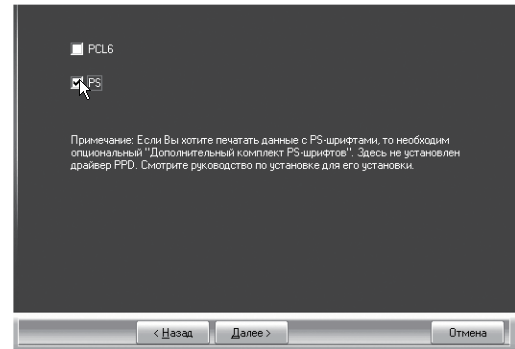 PCL6
PS
Примечание: Если Вы хотите печатать данные с PS-шрифтами, то необходим
опциональный "Дополнительный комплект PS-шрифтов". Здесь не установлен
драйвер PPD. Смотрите руководство по установке для его установки.
< Назад Далее > Отмена